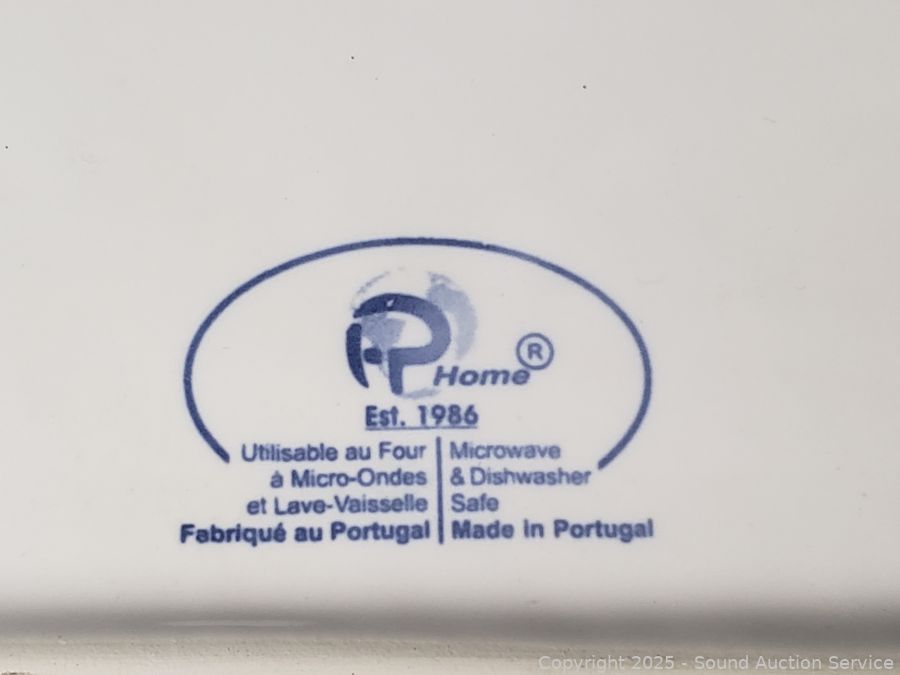 HP Home ®
Est. 1986
Utilisable au Four
à Micro-Ondes
et Lave-Vaisselle
Fabriqué au Portugal
Microwave
& Dishwasher
Safe
Made in Portugal
Copyright 2025 - Sound Auction Service